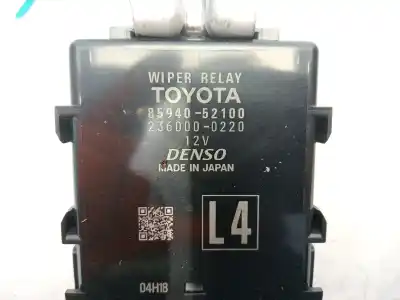 WIPER RELAY
TOYOTA
85940-52100
236000-0220
12V
DENSO
MADE IN JAPAN
L4
04H18